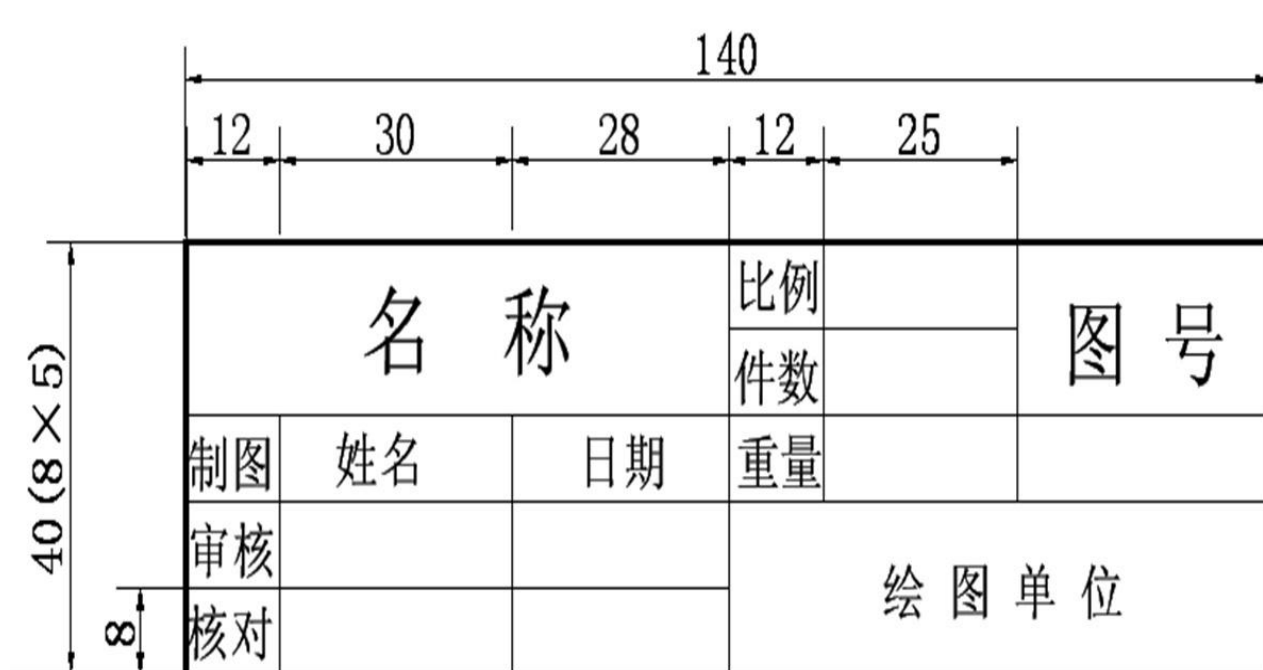 140
12 30 28 12 25
名称 比例 图号
件数
40(8×5)
制图 姓名 日期 重量
审核
绘图单位
8 核对